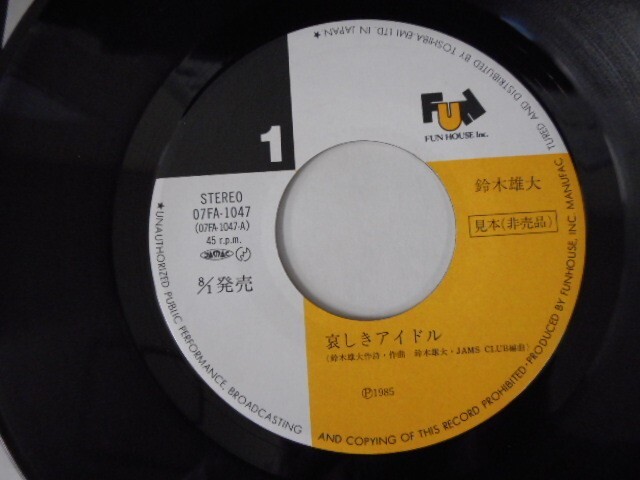 1
FUN
FUN HOUSE Inc.
STEREO
07FA-1047
(07FA-1047-A)
45 r.p.m.
8/1 発売
鈴木雄大
見本(非売品)
哀しきアイドル
(鈴木雄大作詩・作曲 鈴木雄大・JAMS CLUB編曲)
Ⓟ1985
★UNAUTHORIZED PUBLIC PERFORMANCE, BROADCASTING AND COPYING OF THIS RECORD PROHIBITED・PRODUCED BY FUNHOUSE, INC. MANUFACTURED AND DISTRIBUTED BY TOSHIBA-EMI LTD. IN JAPAN★